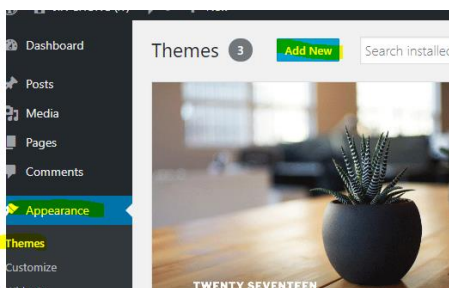 Dashboard
Themes 3 Add New Search installed
Posts
Media
Pages
Comments
Appearance
Themes
Customize
TWENTY SEVENTEEN